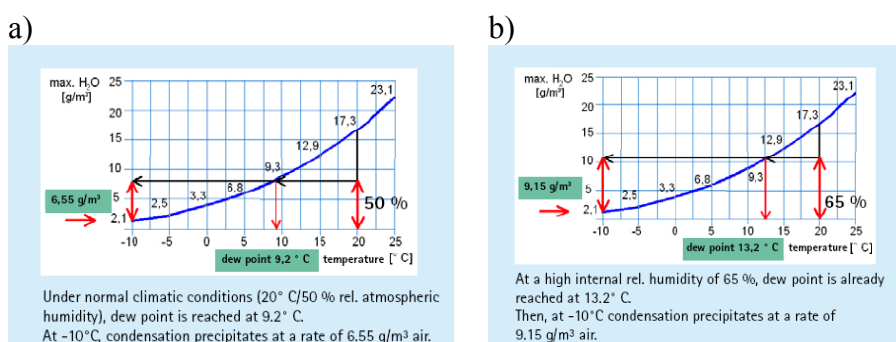 a)
max. H2O
[g/m³]
25
20
15
10
5
2,1
2,5
3,3
6,8
9,3
12,9
17,3
23,1
50 %
6,55 g/m³
-10 -5 0 5 10 15 20 25
dew point 9,2 ° C temperature [° C]
Under normal climatic conditions (20° C/50 % rel. atmospheric
humidity), dew point is reached at 9.2° C.
At -10°C, condensation precipitates at a rate of 6.55 g/m³ air.
b)
max. H2O
[g/m³]
25
20
15
10
5
2,1
2,5
3,3
6,8
9,3
12,9
17,3
23,1
65 %
9,15 g/m³
-10 -5 0 5 10 15 20 25
dew point 13,2 ° C temperature [° C]
At a high internal rel. humidity of 65 %, dew point is already
reached at 13.2° C.
Then, at -10°C condensation precipitates at a rate of
9.15 g/m³ air.